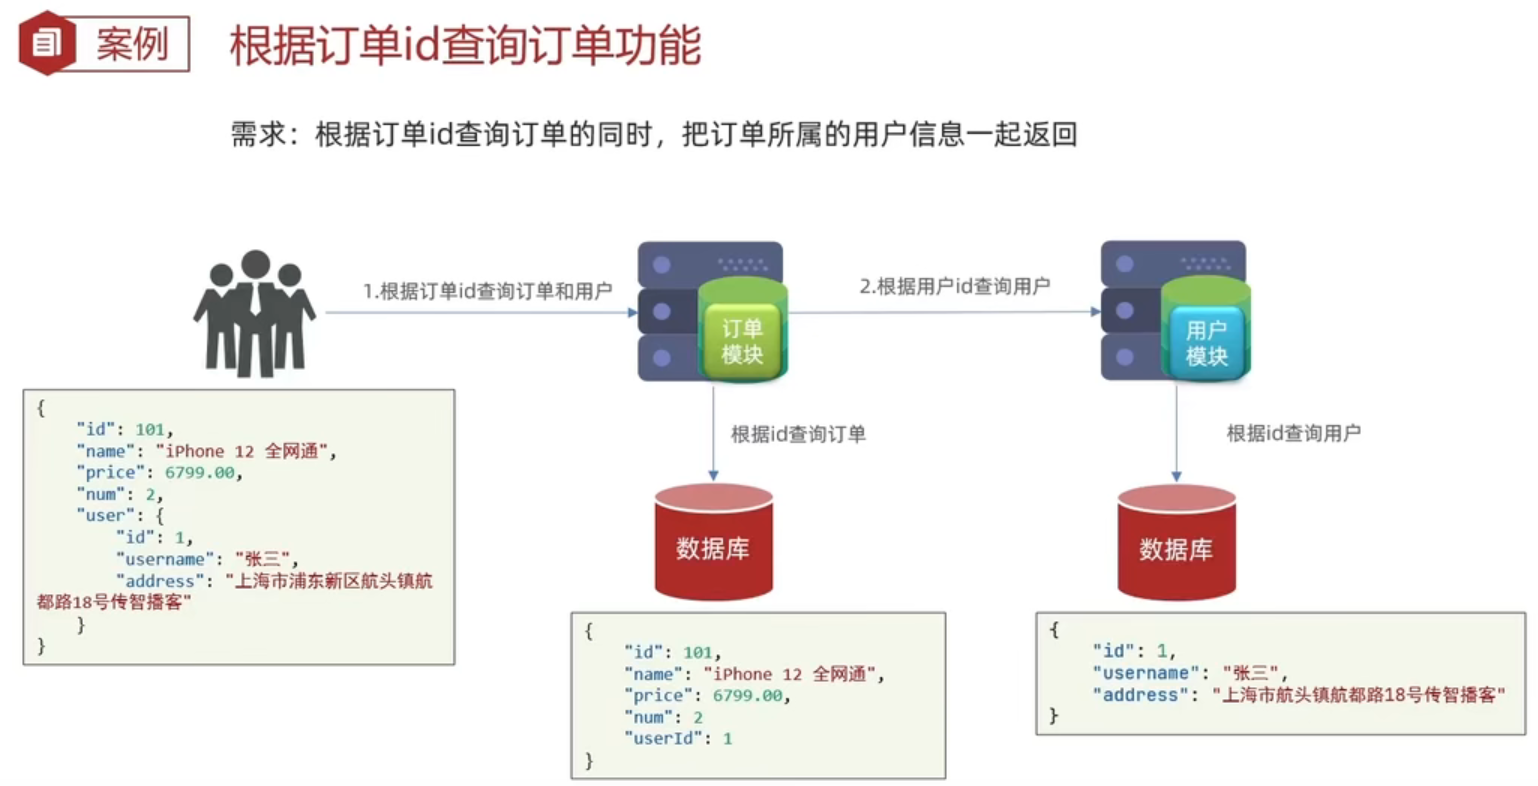 案例
根据订单id查询订单功能
需求：根据订单id查询订单的同时，把订单所属的用户信息一起返回
1.根据订单id查询订单和用户
订单
模块
2.根据用户id查询用户
用户
模块
根据id查询订单
根据id查询用户
数据库
数据库
{
    "id": 101,
    "name": "iPhone 12 全网通",
    "price": 6799.00,
    "num": 2,
    "user": {
        "id": 1,
        "username": "张三",
        "address": "上海市浦东新区航头镇航
都路18号传智播客"
    }
}
{
    "id": 101,
    "name": "iPhone 12 全网通",
    "price": 6799.00,
    "num": 2
    "userId": 1
}
{
    "id": 1,
    "username": "张三",
    "address": "上海市航头镇航都路18号传智播客"
}